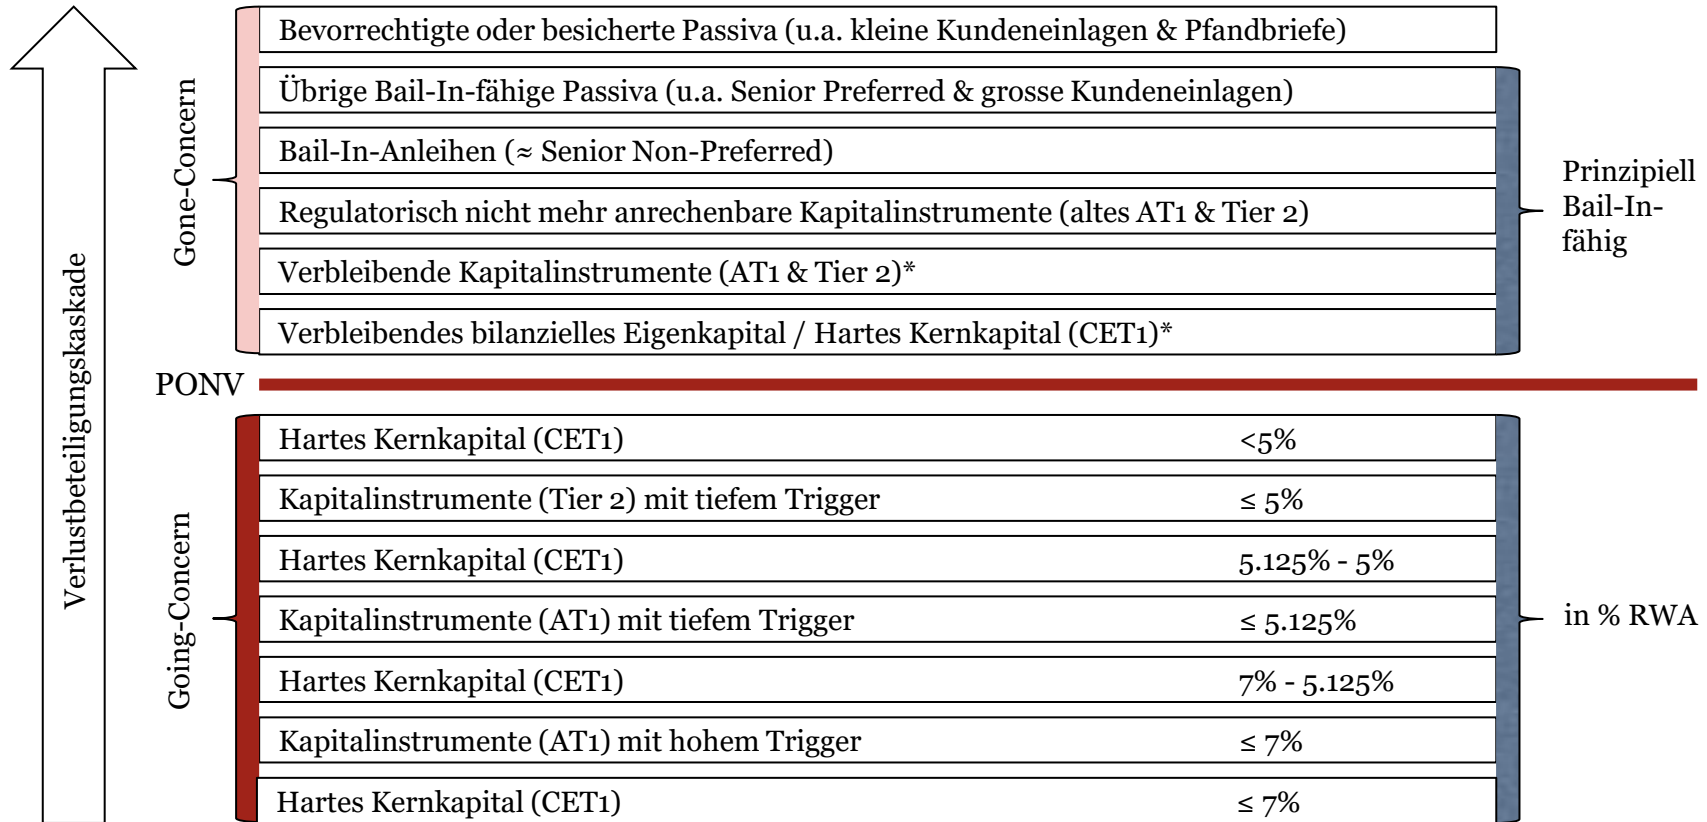 Bevorrechtigte oder besicherte Passiva (u.a. kleine Kundeneinlagen & Pfandbriefe)
Übrige Bail-In-fähige Passiva (u.a. Senior Preferred & grosse Kundeneinlagen)
Bail-In-Anleihen (≈ Senior Non-Preferred)
Regulatorisch nicht mehr anrechenbare Kapitalinstrumente (altes AT1 & Tier 2)
Verbleibende Kapitalinstrumente (AT1 & Tier 2)*
Verbleibendes bilanzielles Eigenkapital / Hartes Kernkapital (CET1)*
Gone-Concern
Prinzipiell
Bail-In-
fähig
Verlustbeteiligungskaskade
PONV
Hartes Kernkapital (CET1) <5%
Kapitalinstrumente (Tier 2) mit tiefem Trigger ≤ 5%
Hartes Kernkapital (CET1) 5.125% - 5%
Kapitalinstrumente (AT1) mit tiefem Trigger ≤ 5.125%
Hartes Kernkapital (CET1) 7% - 5.125%
Kapitalinstrumente (AT1) mit hohem Trigger ≤ 7%
Hartes Kernkapital (CET1) ≤ 7%
Going-Concern
in % RWA